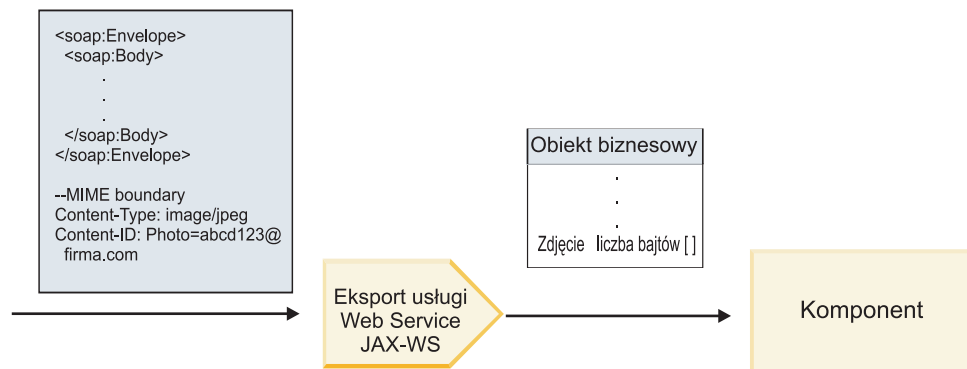 <soap:Envelope>
<soap:Body>
.
.
.
</soap:Body>
</soap:Envelope>
--MIME boundary
Content-Type: image/jpeg
Content-ID: Photo=abcd123@
firma.com
Obiekt biznesowy
.
.
.
Zdjęcie liczba bajtów [ ]
Eksport usługi
Web Service
JAX-WS
Komponent